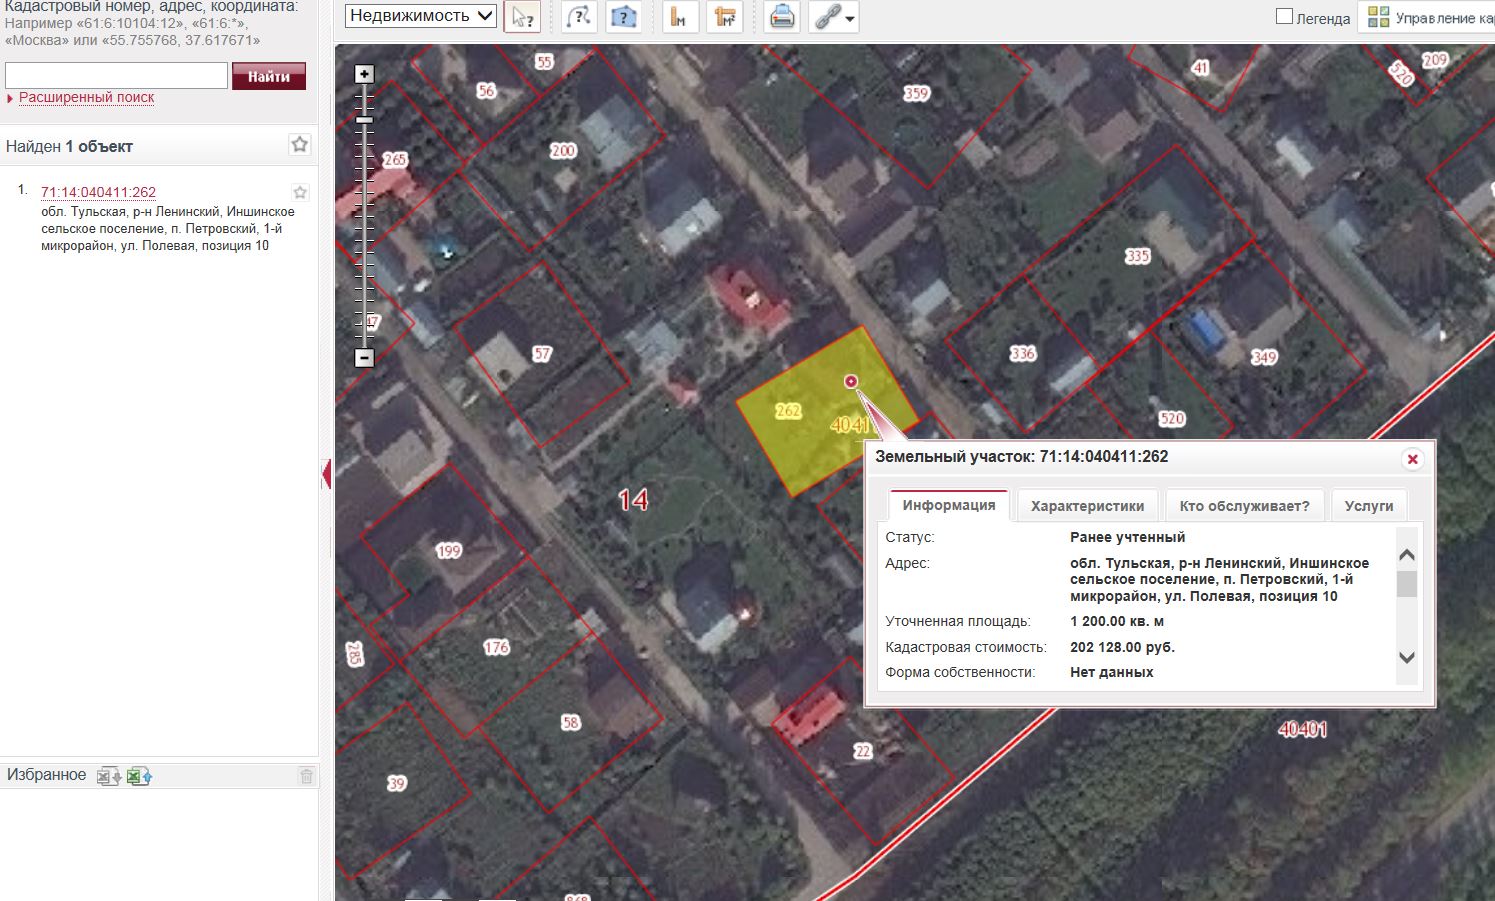 Кадастровый номер, адрес, координата:
Например «61:6:10104:12», «61:6:*»,
«Москва» или «55.755768, 37.617671»
Найти
Расширенный поиск
Найден 1 объект
1. 71:14:040411:262
обл. Тульская, р-н Ленинский, Иншинское
сельское поселение, п. Петровский, 1-й
микрорайон, ул. Полевая, позиция 10
Избранное
Недвижимость
Легенда
Управление ка
55
56
359
41
520
209
200
265
335
47
57
336
349
262
520
4041
14
199
176
285
58
22
39
40401
868
Земельный участок: 71:14:040411:262
Информация
Характеристики
Кто обслуживает?
Услуги
Статус: Ранее учтенный
Адрес: обл. Тульская, р-н Ленинский, Иншинское
сельское поселение, п. Петровский, 1-й
микрорайон, ул. Полевая, позиция 10
Уточненная площадь: 1 200.00 кв. м
Кадастровая стоимость: 202 128.00 руб.
Форма собственности: Нет данных